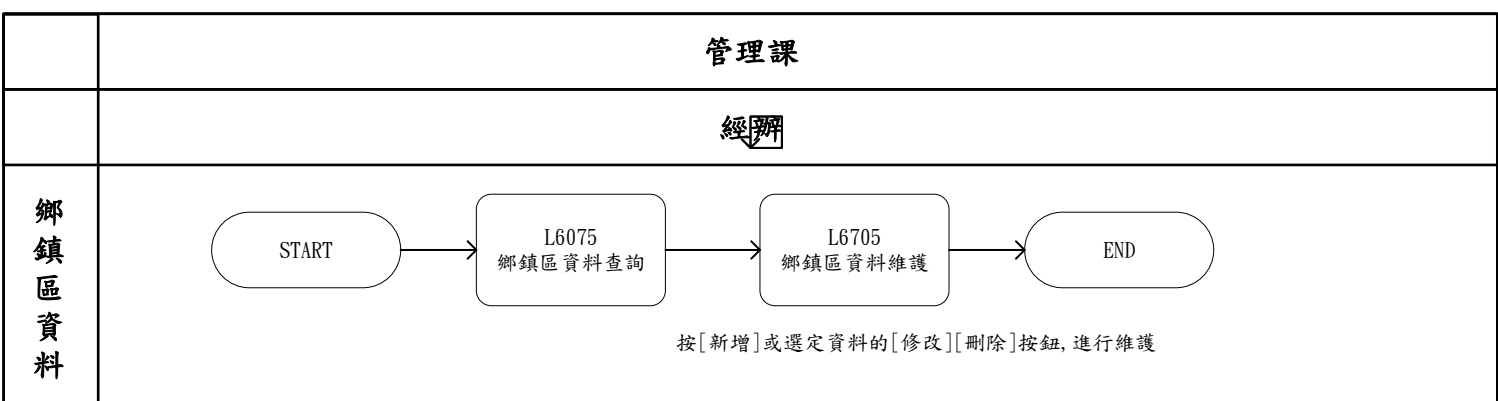 管理課
經辦
鄉鎮區資料
START
L6075
鄉鎮區資料查詢
L6705
鄉鎮區資料維護
END
按[新增]或選定資料的[修改][刪除]按鈕,進行維護